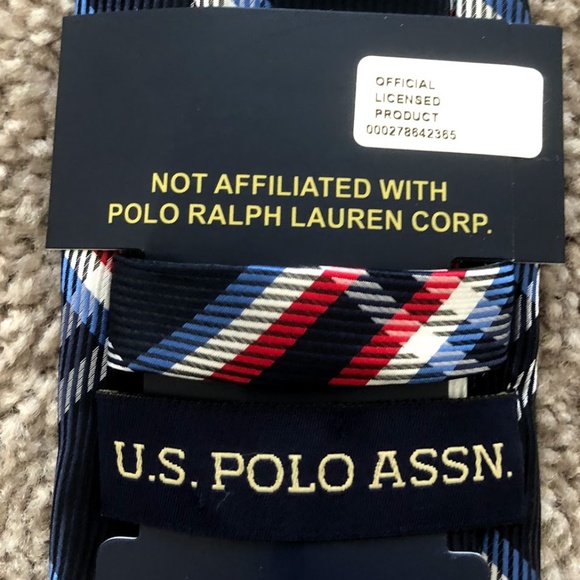 OFFICIAL
LICENSED
PRODUCT
000278642365
NOT AFFILIATED WITH
POLO RALPH LAUREN CORP.
U.S. POLO ASSN.